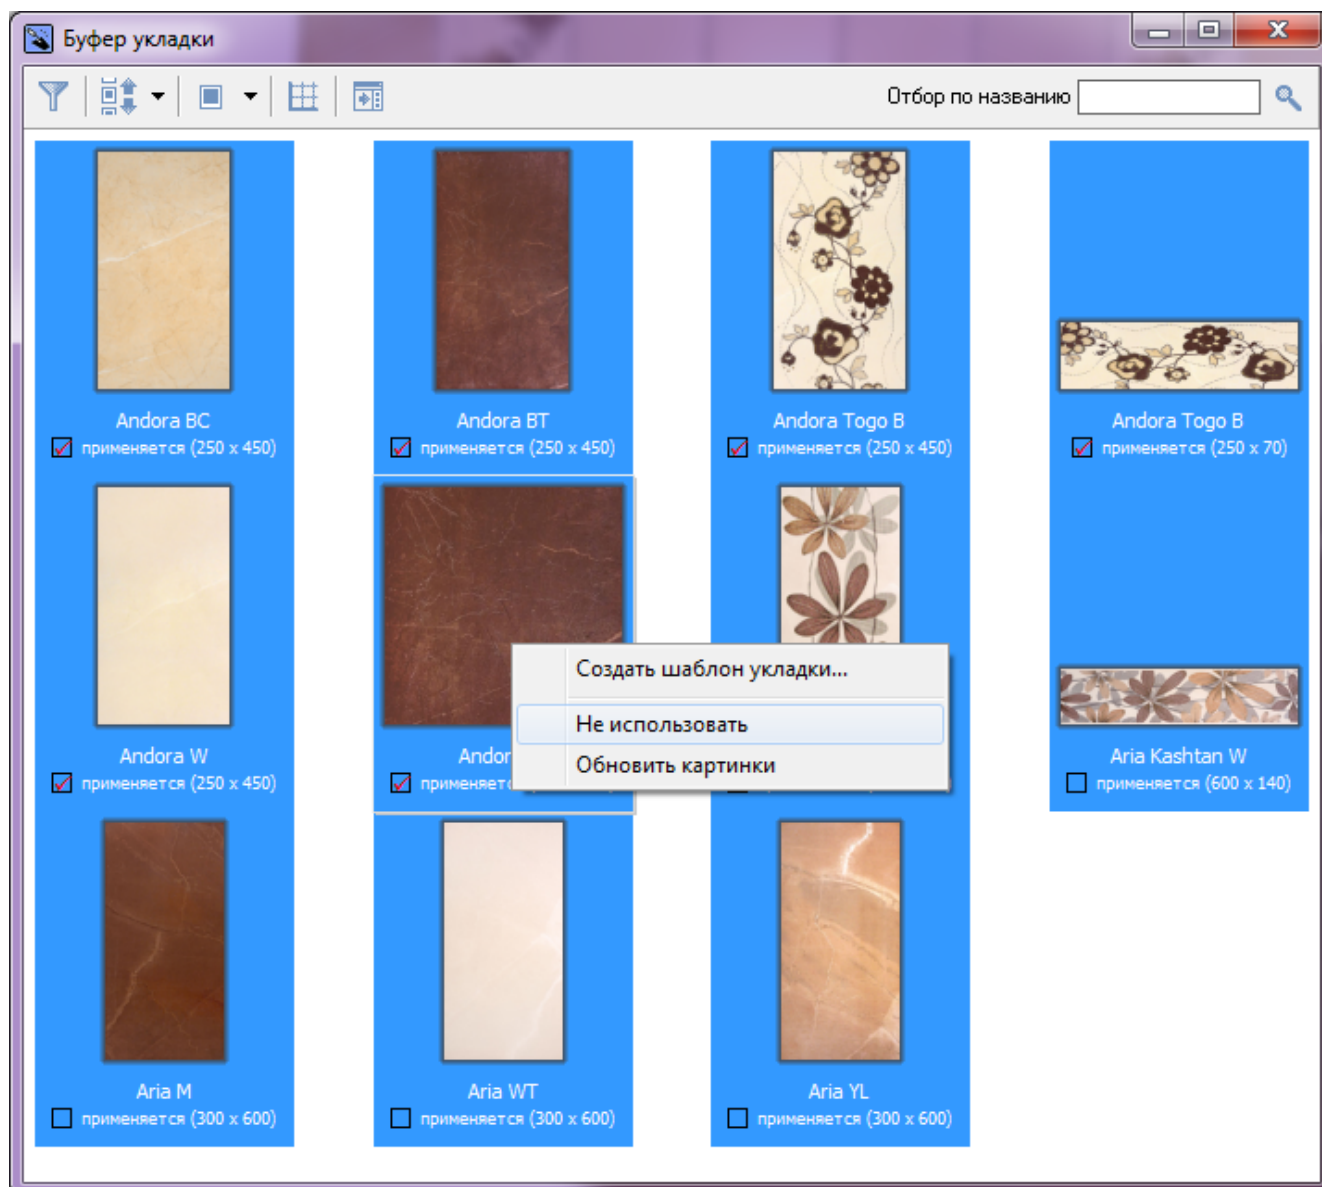 Буфер укладки
Отбор по названию
Andora BC
применяется (250 x 450)
Andora BT
применяется (250 x 450)
Andora Togo B
применяется (250 x 450)
Andora Togo B
применяется (250 x 70)
Создать шаблон укладки...
Не использовать
Обновить картинки
Andora W
применяется (250 x 450)
Aria Kashtan W
применяется (600 x 140)
Aria M
применяется (300 x 600)
Aria WT
применяется (300 x 600)
Aria YL
применяется (300 x 600)